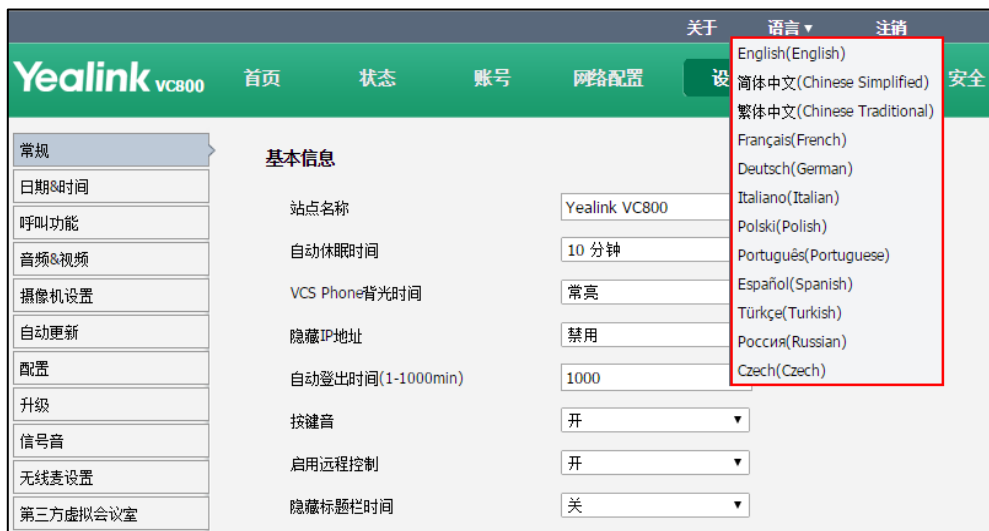 关于 语言▾ 注销
Yealink VC800 首页 状态 账号 网络配置 设 安全
English(English)
简体中文(Chinese Simplified)
繁体中文(Chinese Traditional)
Français(French)
Deutsch(German)
Italiano(Italian)
Polski(Polish)
Português(Portuguese)
Español(Spanish)
Türkçe(Turkish)
Россия(Russian)
Czech(Czech)
常规
日期&时间
呼叫功能
音频&视频
摄像机设置
自动更新
配置
升级
信号音
无线麦设置
第三方虚拟会议室
基本信息
站点名称 Yealink VC800
自动休眠时间 10 分钟
VCS Phone背光时间 常亮
隐藏IP地址 禁用
自动登出时间(1-1000min) 1000
按键音 开
启用远程控制 开
隐藏标题栏时间 关